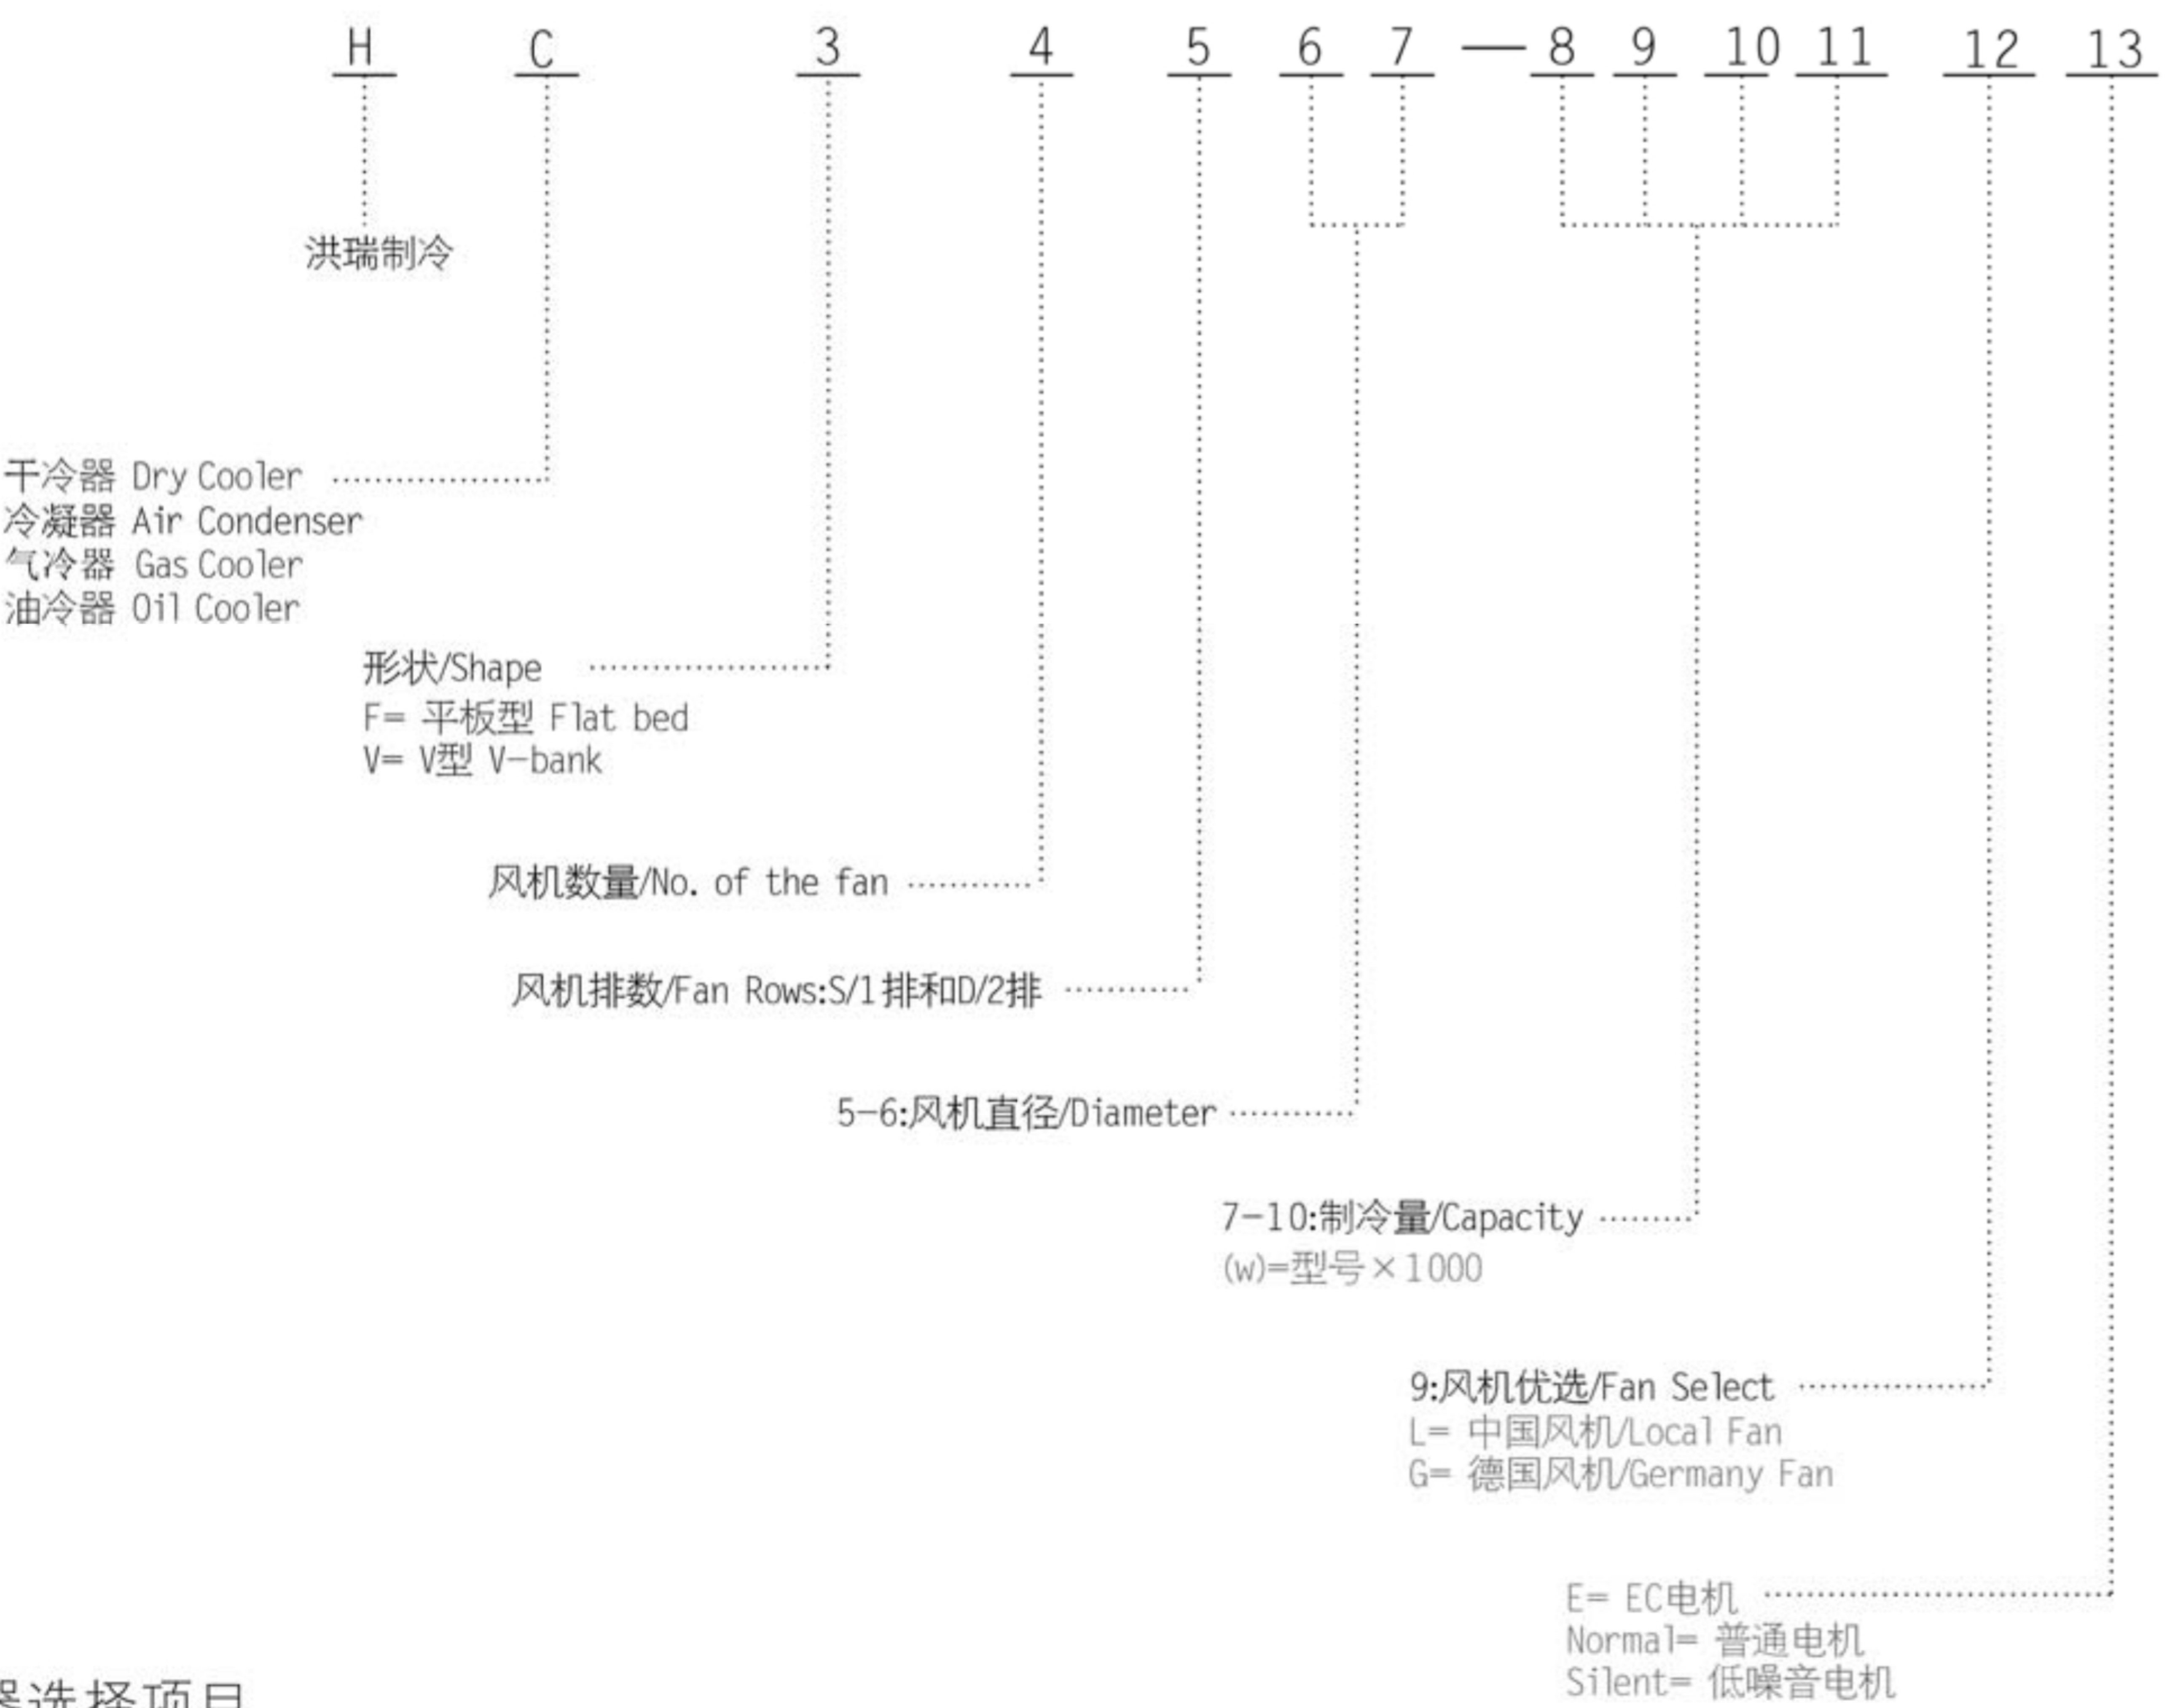 H C 3 4 5 6 7 — 8 9 10 11 12 13
洪瑞制冷
干冷器 Dry Cooler
冷凝器 Air Condenser
气冷器 Gas Cooler
油冷器 Oil Cooler
形状/Shape
F= 平板型 Flat bed
V= V型 V-bank
风机数量/No. of the fan
风机排数/Fan Rows:S/1排和D/2排
5-6:风机直径/Diameter
7-10:制冷量/Capacity
(w)=型号×1000
9:风机优选/Fan Select
L= 中国风机/Local Fan
G= 德国风机/Germany Fan
E= EC电机
Normal= 普通电机
Silent= 低噪音电机
器选择项目